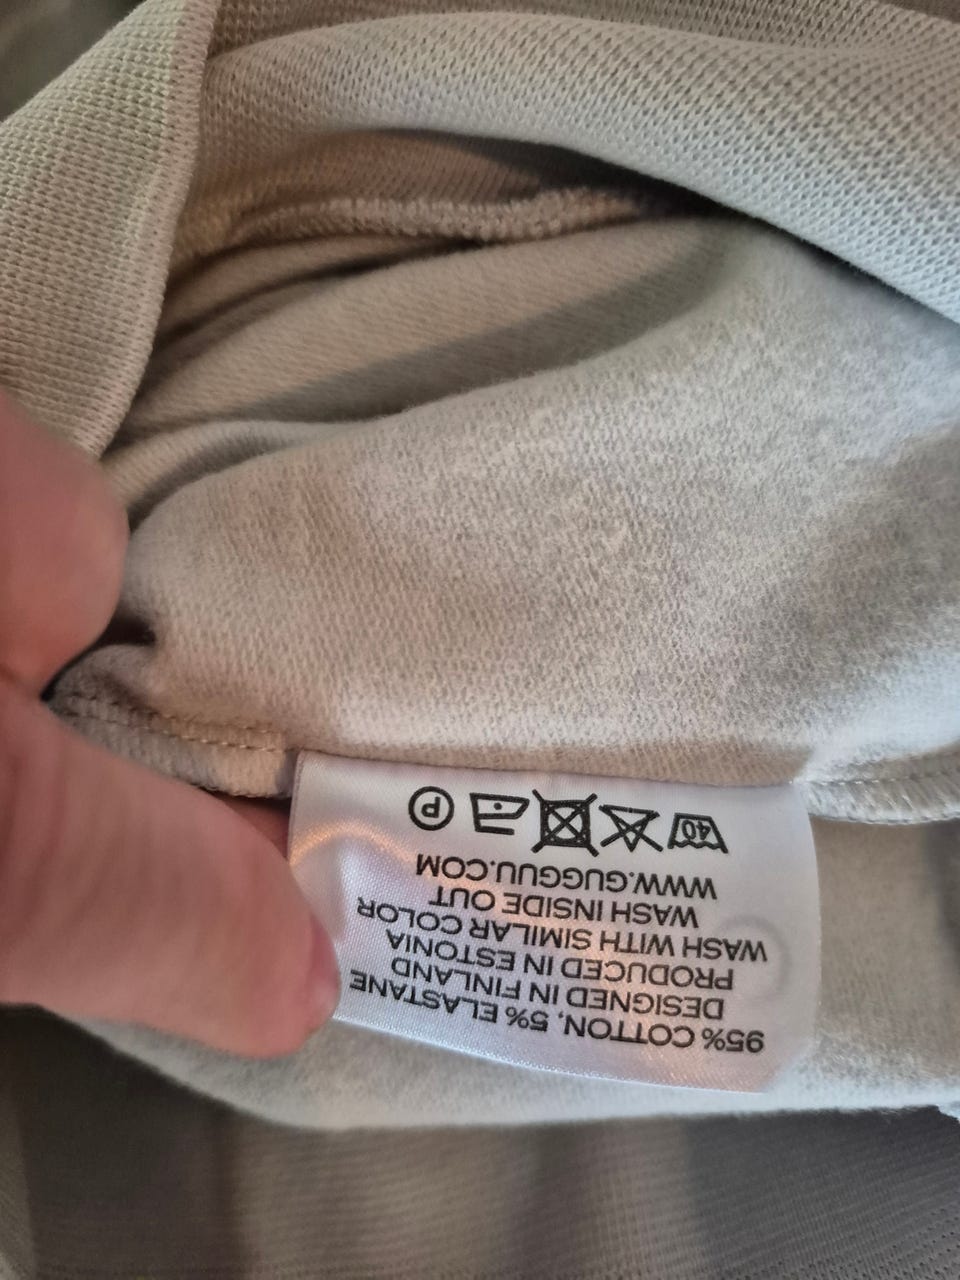 95% COTTON, 5% ELASTANE
DESIGNED IN FINLAND
PRODUCED IN ESTONIA
WASH WITH SIMILAR COLOR
WASH INSIDE OUT
WWW.GUGGUU.COM
40 P